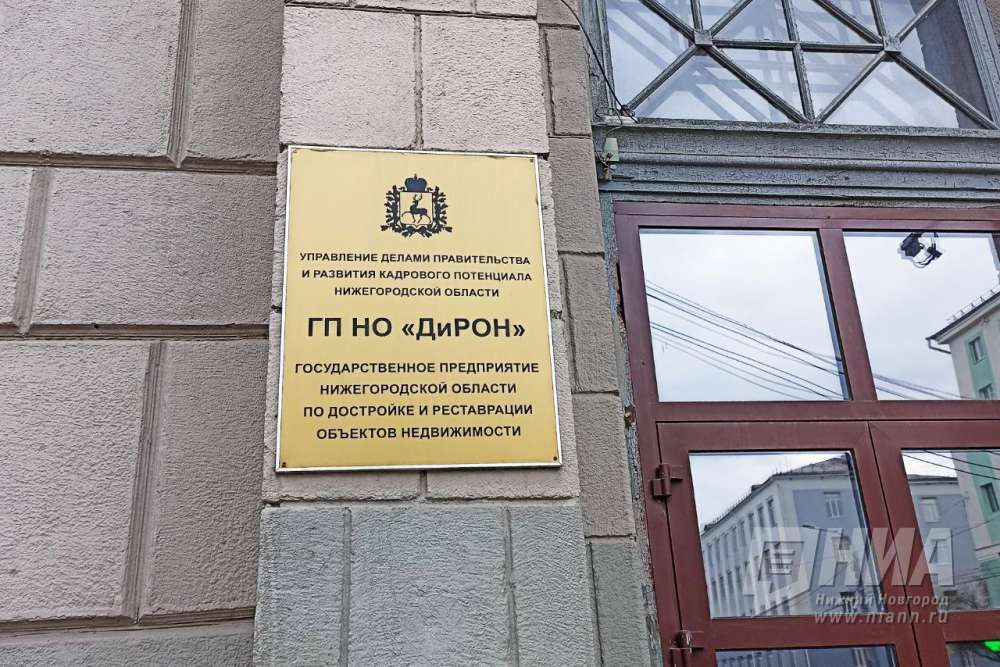 УПРАВЛЕНИЕ ДЕЛАМИ ПРАВИТЕЛЬСТВА
И РАЗВИТИЯ КАДРОВОГО ПОТЕНЦИАЛА
НИЖЕГОРОДСКОЙ ОБЛАСТИ
ГП НО «ДиРОН»
ГОСУДАРСТВЕННОЕ ПРЕДПРИЯТИЕ
НИЖЕГОРОДСКОЙ ОБЛАСТИ
ПО ДОСТРОЙКЕ И РЕСТАВРАЦИИ
ОБЪЕКТОВ НЕДВИЖИМОСТИ
НИА
Нижний Новгород
www.niann.ru